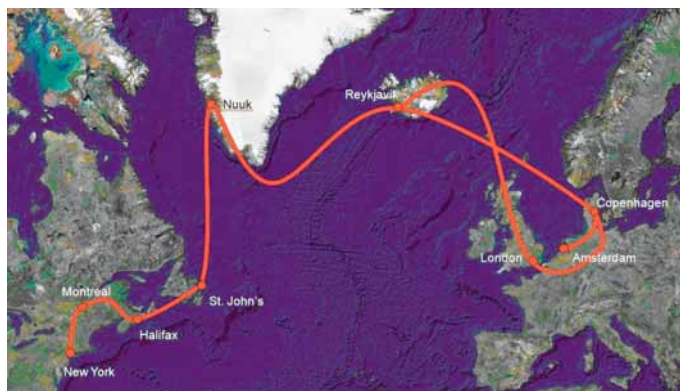 Nuuk
Reykjavik
Copenhagen
London
Amsterdam
Montreal
St. John's
Halifax
New York